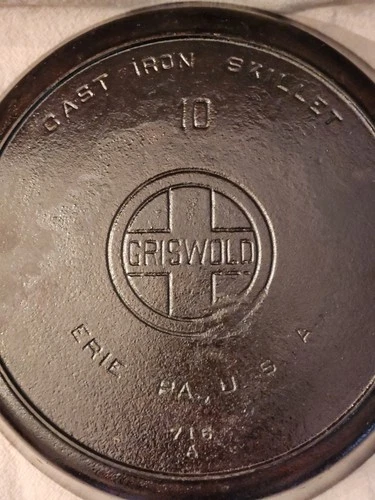 CAST IRON SKILLET
10
GRISWOLD
ERIE PA., U.S.A
716
A